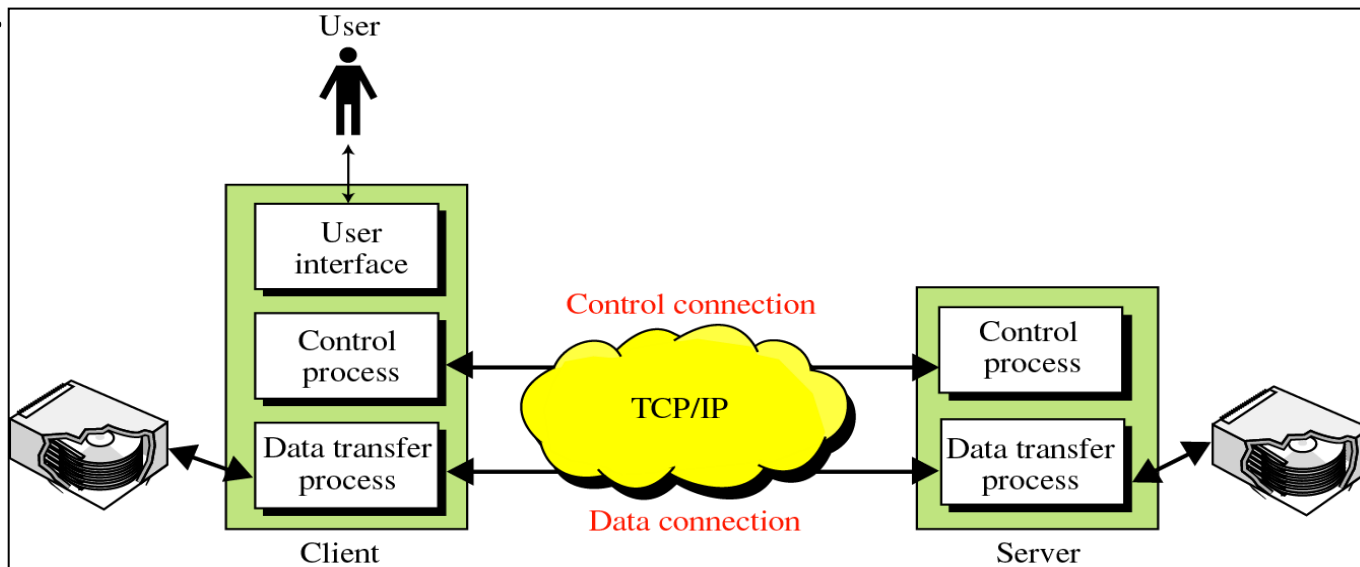 User
User
interface
Control connection
Control
process
Control
process
TCP/IP
Data transfer
process
Data transfer
process
Data connection
Client
Server